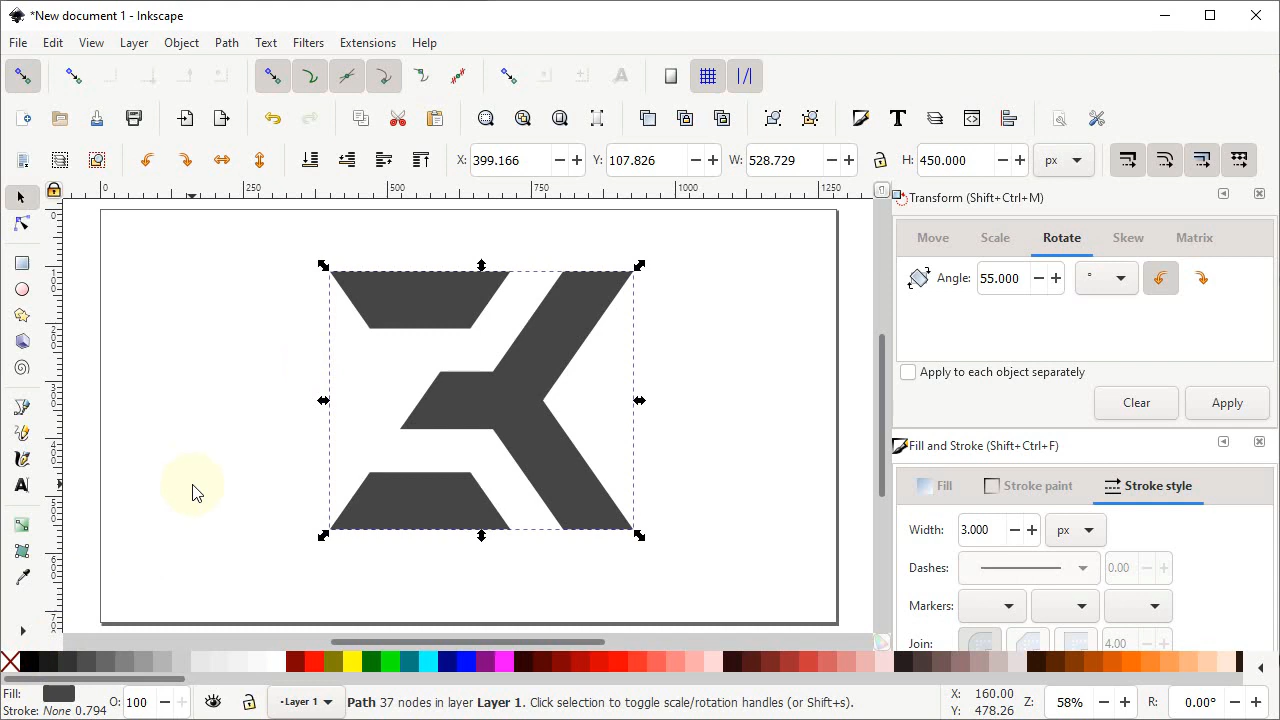 *New document 1 - Inkscape
File Edit View Layer Object Path Text Filters Extensions Help
X: 399.166 Y: 107.826 W: 523.729 H: 450.000 px
0 250 500 750 1000 1250
Transform (Shift+Ctrl+M)
Move Scale Rotate Skew Matrix
Angle: 55.000 °
Apply to each object separately
Clear Apply
Fill and Stroke (Shift+Ctrl+F)
Fill Stroke paint Stroke style
Width: 3.000 px
Dashes: 0.00
Markers:
Join: 4.00
Fill: O: 100 Layer 1 Path 37 nodes in layer Layer 1. Click selection to toggle scale/rotation handles (or Shift+s). X: 160.00 Z: 58% R: 0.00°
Stroke: None 0.794 Y: 478.26